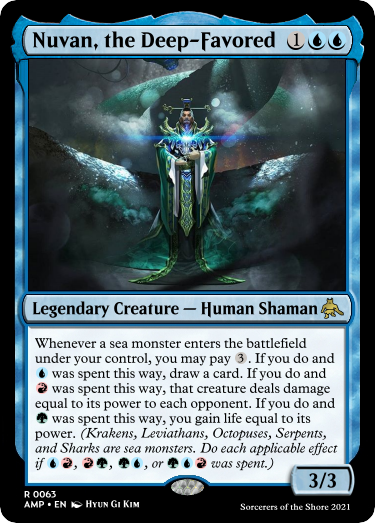 Nuvan, the Deep-Favored 1UU
Legendary Creature — Human Shaman
Whenever a sea monster enters the battlefield
under your control, you may pay 3. If you do and
U was spent this way, draw a card. If you do and
R was spent this way, that creature deals damage
equal to its power to each opponent. If you do and
G was spent this way, you gain life equal to its
power. (Krakens, Leviathans, Octopuses, Serpents,
and Sharks are sea monsters. Do each applicable effect
if UR, RG, GU, or GUR was spent.)
3/3
R 0063
AMP • EN Hyun Gi Kim
Sorcerers of the Shore 2021